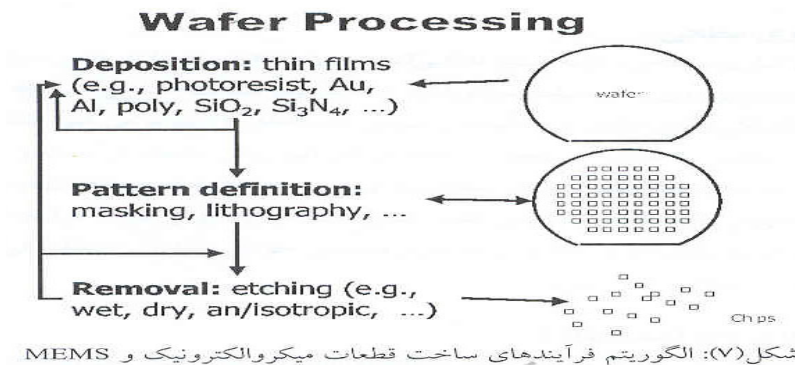 Wafer Processing
Deposition: thin films
(e.g., photoresist, Au,
Al, poly, SiO₂, Si₃N₄, ...)
wafer
Pattern definition:
masking, lithography, ...
Removal: etching (e.g.,
wet, dry, an/isotropic, ...)
Chips
شکل(۷): الگوریتم فرآیندهای ساخت قطعات میکروالکترونیک و MEMS